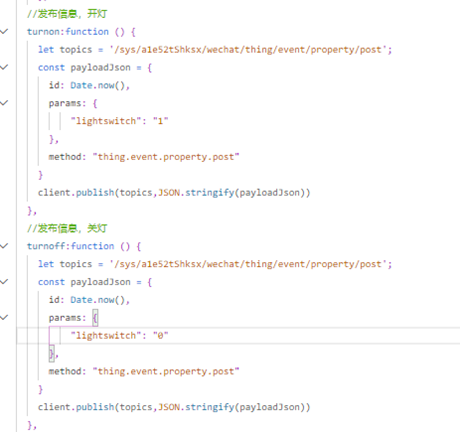 //发布信息，开灯
turnon:function () {
let topics = '/sys/a1e52tShksx/wechat/thing/event/property/post';
const payloadJson = {
id: Date.now(),
params: {
"lightswitch": "1"
},
method: "thing.event.property.post"
}
client.publish(topics,JSON.stringify(payloadJson))
},
//发布信息，关灯
turnoff:function () {
let topics = '/sys/a1e52tShksx/wechat/thing/event/property/post';
const payloadJson = {
id: Date.now(),
params: {
"lightswitch": "0"
},
method: "thing.event.property.post"
}
client.publish(topics,JSON.stringify(payloadJson))
},